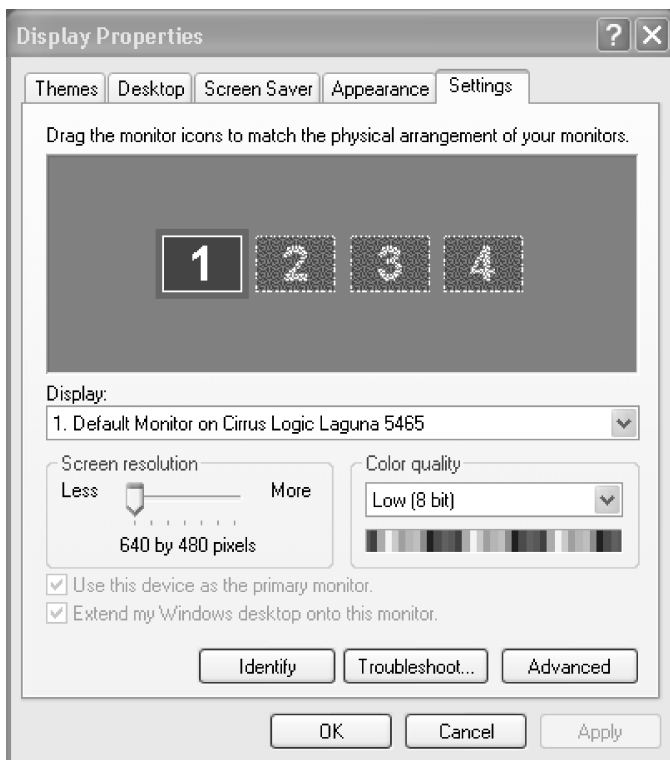 Display Properties
Themes Desktop Screen Saver Appearance Settings
Drag the monitor icons to match the physical arrangement of your monitors.
1 2 3 4
Display:
1. Default Monitor on Cirrus Logic Laguna 5465
Screen resolution
Less More
640 by 480 pixels
Color quality
Low (8 bit)
Use this device as the primary monitor.
Extend my Windows desktop onto this monitor.
Identify Troubleshoot... Advanced
OK Cancel Apply